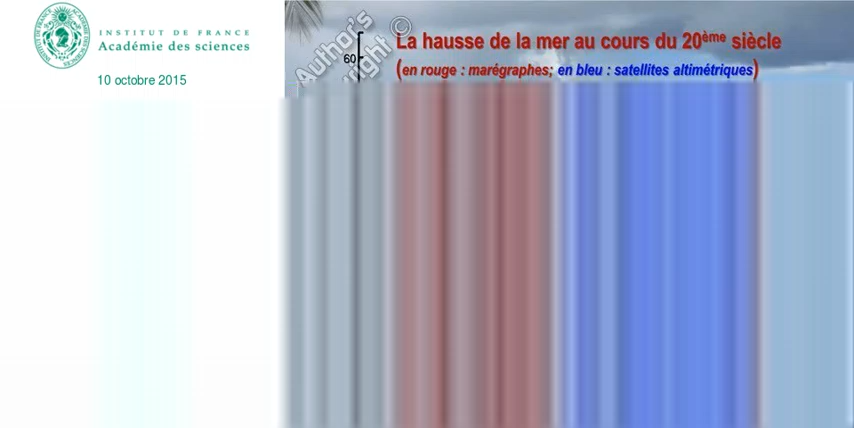 INSTITUT DE FRANCE
Académie des sciences
10 octobre 2015
Author's
©
La hausse de la mer au cours du 20ème siècle
60
(en rouge : marégraphes; en bleu : satellites altimétriques)